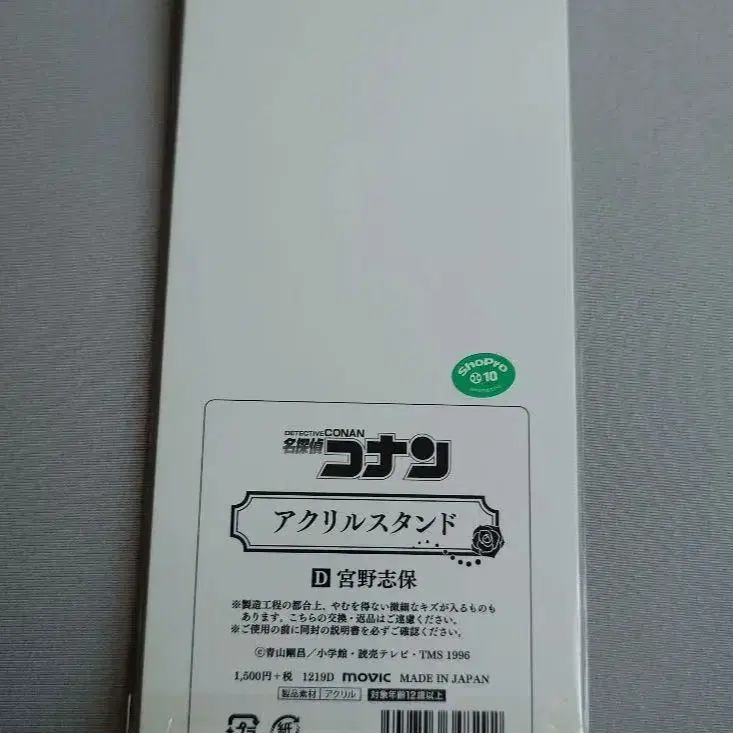 ShoPro
10
DETECTIVE CONAN
名探偵コナン
アクリルスタンド
D 宮野志保
※製造工程の都合上、やむを得ない微細なキズが入るものも
あります。こちらの交換・返品はご遠慮ください。
※ご使用の前に同封の説明書を必ずご確認ください。
©青山剛昌／小学館・読売テレビ・TMS 1996
1,500円+税 1219D movic MADE IN JAPAN
製品素材 アクリル 対象年齢12歳以上
紙